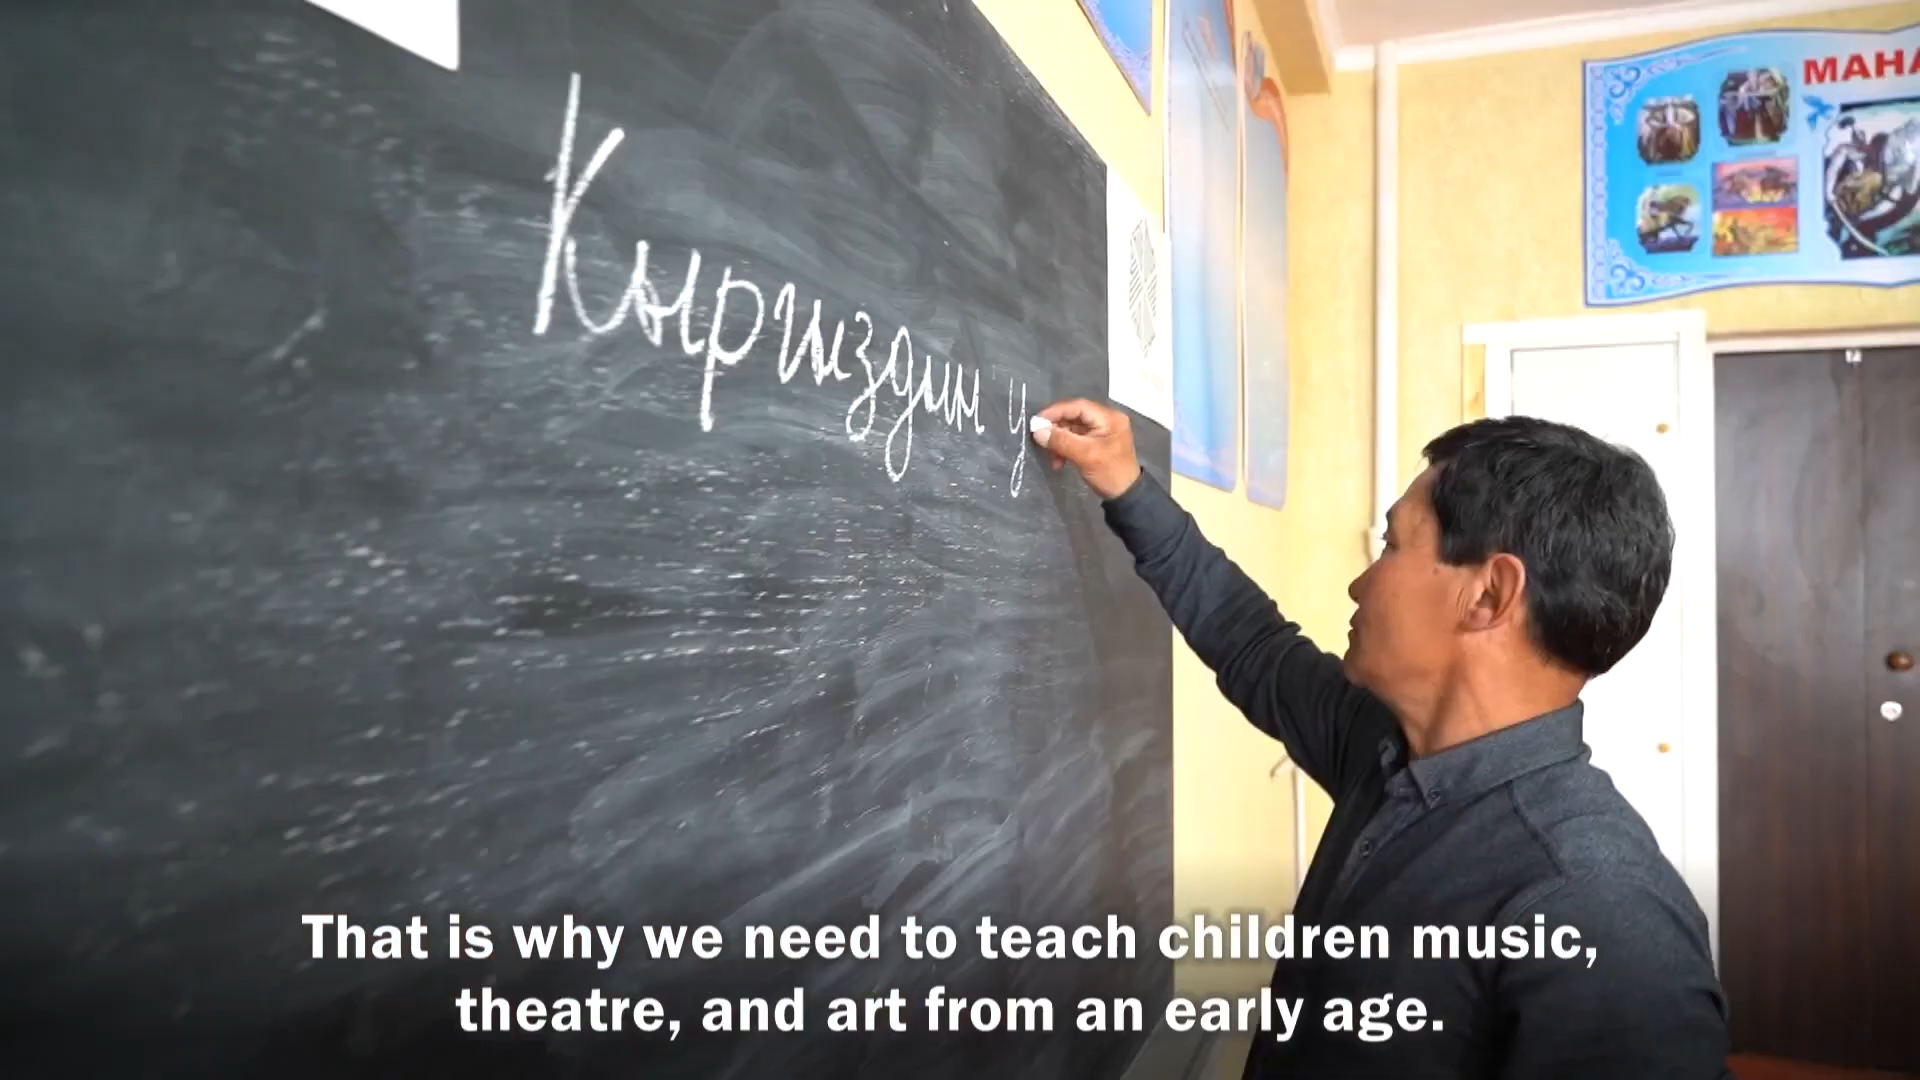 МАНА
Кыргыздын у
That is why we need to teach children music,
theatre, and art from an early age.